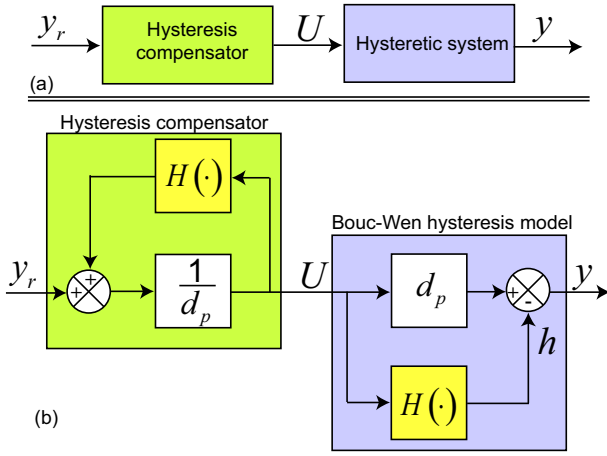 y_r
Hysteresis
compensator
U
Hysteretic system
y
(a)
Hysteresis compensator
H(·)
Bouc-Wen hysteresis model
y_r
+
+
1
d_p
U
d_p
+
-
y
h
H(·)
(b)